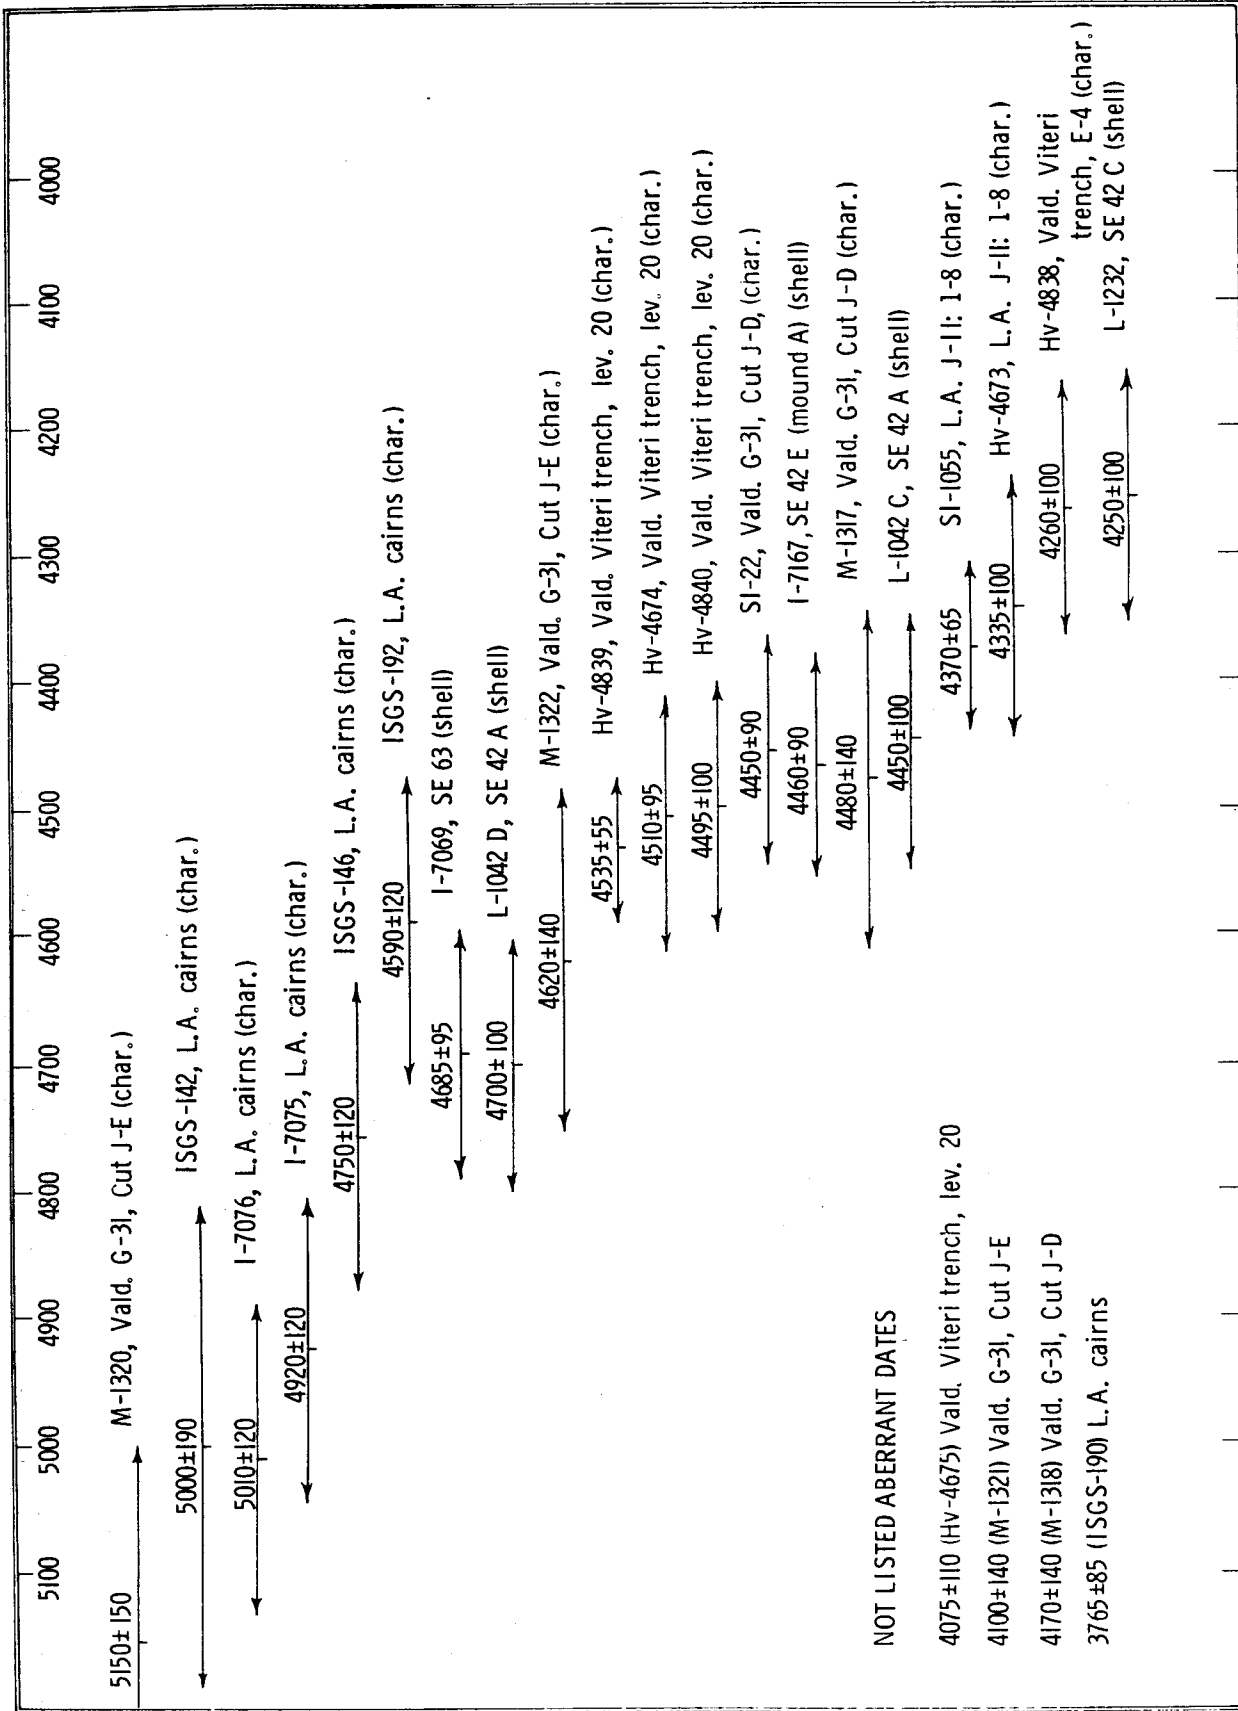 5100 5000 4900 4800 4700 4600 4500 4400 4300 4200 4100 4000
5150±150 M-1320, Vald. G-31, Cut J-E (char.)
5000±190 ISGS-142, L.A. cairns (char.)
5010±120 I-7076, L.A. cairns (char.)
4920±120 I-7075, L.A. cairns (char.)
4750±120 ISGS-146, L.A. cairns (char.)
4590±120 ISGS-192, L.A. cairns (char.)
4685±95 I-7069, SE 63 (shell)
4700±100 L-1042 D, SE 42 A (shell)
4620±140 M-1322, Vald. G-31, Cut J-E (char.)
4535±55 Hv-4839, Vald. Viteri trench, lev. 20 (char.)
4510±95 Hv-4674, Vald. Viteri trench, lev. 20 (char.)
4495±100 Hv-4840, Vald. Viteri trench, lev. 20 (char.)
4450±90 SI-22, Vald. G-31, Cut J-D, (char.)
4460±90 I-7167, SE 42 E (mound A) (shell)
4480±140 M-1317, Vald. G-31, Cut J-D (char.)
4450±100 L-1042 C, SE 42 A (shell)
4370±65 SI-1055, L.A. J-II: 1-8 (char.)
4335±100 Hv-4673, L.A. J-II: 1-8 (char.)
4260±100 Hv-4838, Vald. Viteri
trench, E-4 (char.)
4250±100 L-1232, SE 42 C (shell)
NOT LISTED ABERRANT DATES
4075±110 (Hv-4675) Vald. Viteri trench, lev. 20
4100±140 (M-1321) Vald. G-31, Cut J-E
4170±140 (M-1318) Vald. G-31, Cut J-D
3765±85 (ISGS-190) L.A. cairns